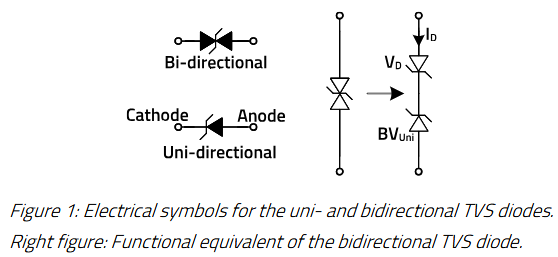 Bi-directional
Cathode Anode
Uni-directional
I_D
V_D
BV_Uni
Figure 1: Electrical symbols for the uni- and bidirectional TVS diodes.
Right figure: Functional equivalent of the bidirectional TVS diode.